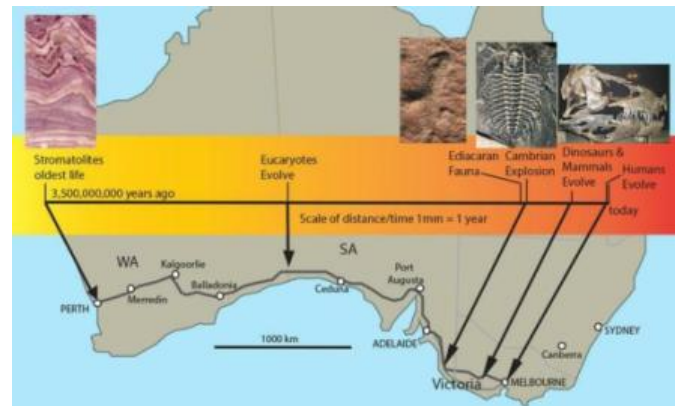 Stromatolites
oldest life
3,500,000,000 years ago
Eucaryotes
Evolve
Ediacaran
Fauna
Cambrian
Explosion
Dinosaurs &
Mammals
Evolve
Humans
Evolve
today
Scale of distance/time 1mm = 1 year
WA
SA
Kalgoorlie
PERTH
Merredin
Balladonia
Ceduna
Port
Augusta
1000 km
ADELAIDE
Victoria
MELBOURNE
Canberra
SYDNEY